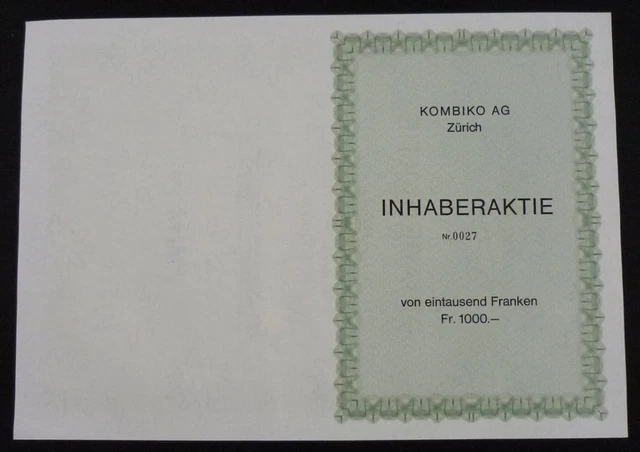 KOMBIKO AG
Zürich
INHABERAKTIE
Nr.0027
von eintausend Franken
Fr. 1000.—